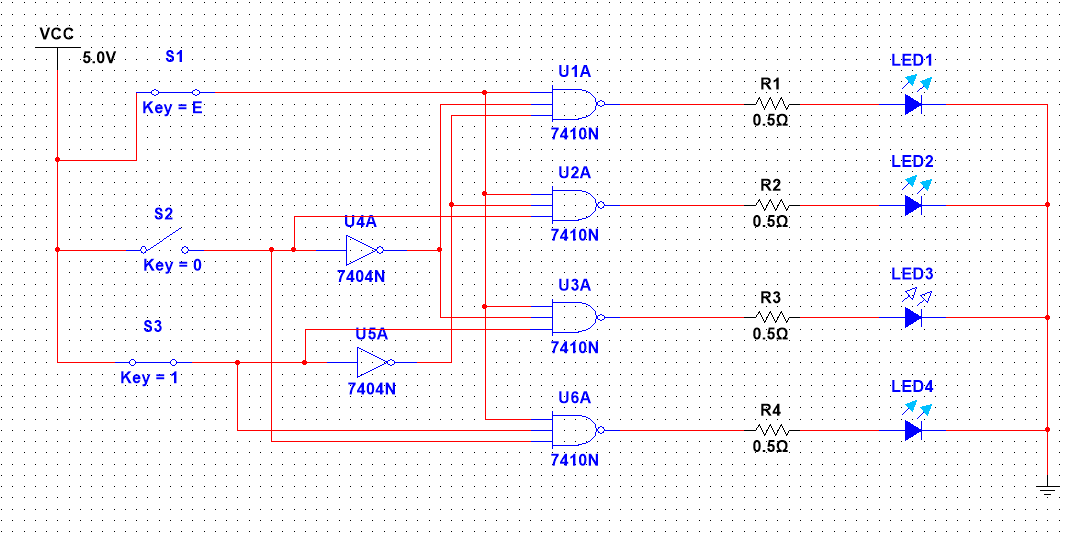 VCC
5.0V
S1
Key = E
S2
Key = 0
S3
Key = 1
U4A
7404N
U5A
7404N
U1A
7410N
U2A
7410N
U3A
7410N
U6A
7410N
R1
0.5Ω
R2
0.5Ω
R3
0.5Ω
R4
0.5Ω
LED1
LED2
LED3
LED4